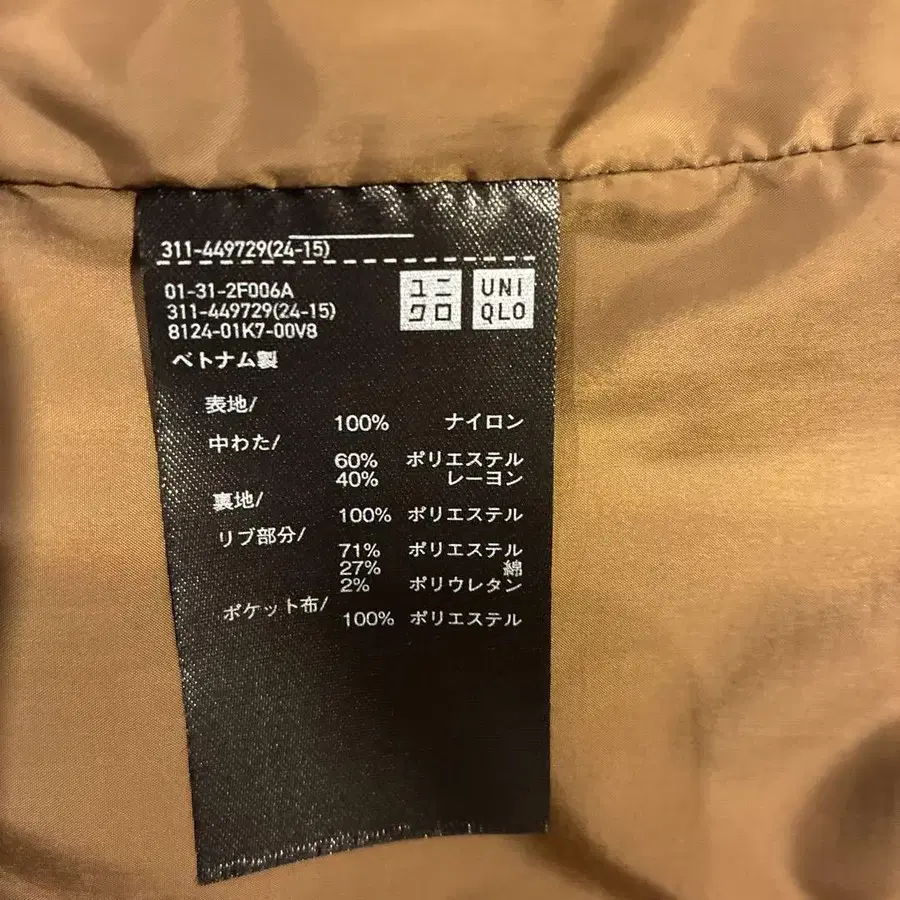 311-449729(24-15)
01-31-2F006A
311-449729(24-15)
8124-01K7-00V8
ベトナム製
ユニ
クロ
UNI
QLO
表地/
100% ナイロン
中わた/
60% ポリエステル
40% レーヨン
裏地/
100% ポリエステル
リブ部分/
71% ポリエステル
27% 綿
2% ポリウレタン
ポケット布/
100% ポリエステル